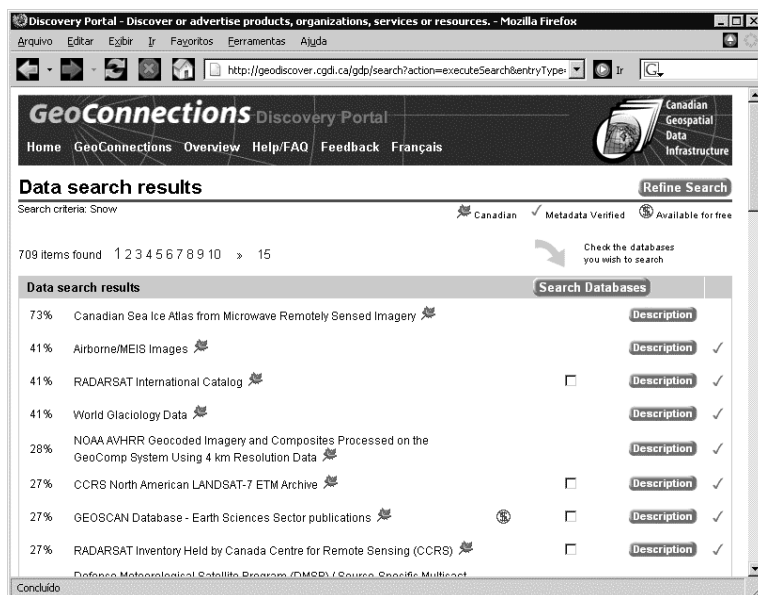 Discovery Portal - Discover or advertise products, organizations, services or resources. - Mozilla Firefox
Arquivo Editar Exibir Ir Favoritos Ferramentas Ajuda
http://geodiscover.cgdi.ca/gdp/search?action=executeSearch&entryType= Ir G
GeoConnections Discovery Portal
Canadian
Geospatial
Data
Infrastructure
Home GeoConnections Overview Help/FAQ Feedback Français
Data search results Refine Search
Search criteria: Snow Canadian Metadata Verified Available for free
709 items found 1 2 3 4 5 6 7 8 9 10 » 15
Check the databases
you wish to search
Data search results Search Databases
73% Canadian Sea Ice Atlas from Microwave Remotely Sensed Imagery Description
41% Airborne/MEIS Images Description
41% RADARSAT International Catalog Description
41% World Glaciology Data Description
28% NOAA AVHRR Geocoded Imagery and Composites Processed on the
GeoComp System Using 4 km Resolution Data Description
27% CCRS North American LANDSAT-7 ETM Archive Description
27% GEOSCAN Database - Earth Sciences Sector publications Description
27% RADARSAT Inventory Held by Canada Centre for Remote Sensing (CCRS) Description
Defense Meteorological Satellite Program (DMSP) ( Source Specific Multisact
Concluído